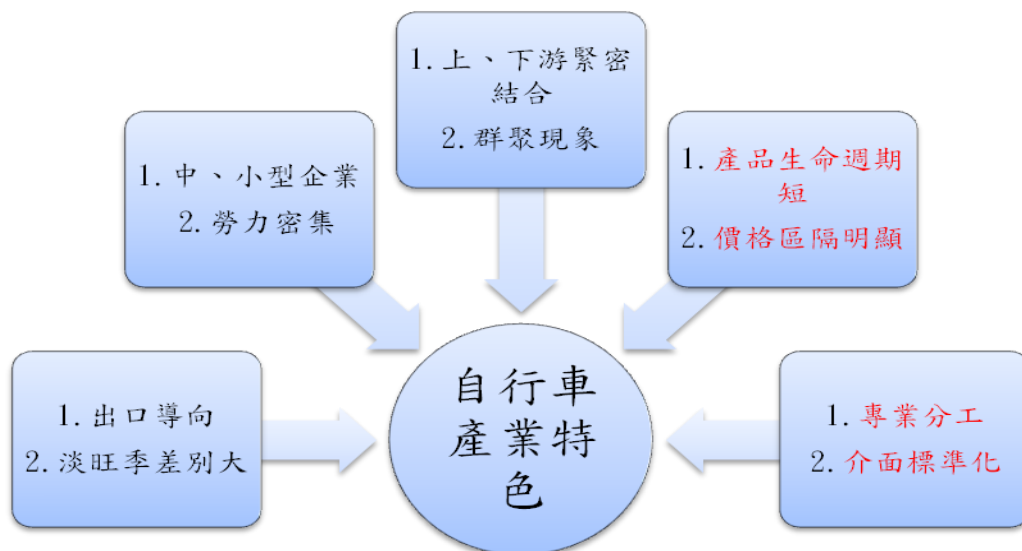 1. 上、下游緊密
結合
2. 群聚現象
1. 中、小型企業
2. 勞力密集
1. 產品生命週期
短
2. 價格區隔明顯
1. 出口導向
2. 淡旺季差別大
自行車
產業特
色
1. 專業分工
2. 介面標準化